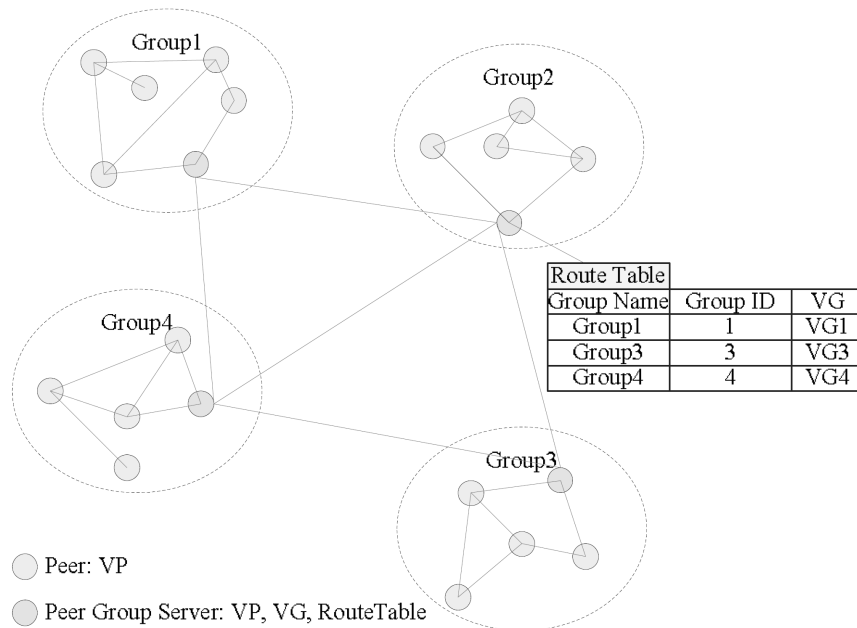 Group1
Group2
Route Table
Group Name Group ID VG
Group1 1 VG1
Group3 3 VG3
Group4 4 VG4
Group4
Group3
Peer: VP
Peer Group Server: VP, VG, RouteTable